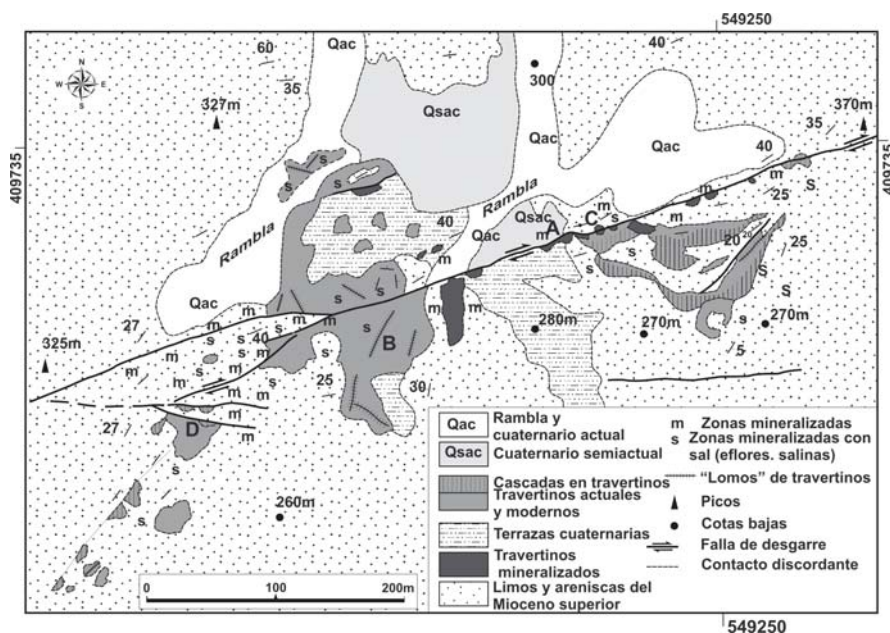 549250
N
W E
S
Qac
60
35
327m
S
Qsac
300
40
Qac
Qac
370m
35
40
409735
409735
Rambla
Rambla
s
s
s
40
m
Qsac
Qac
m
A
C
m
s
m
m
m
s
25
20
20
25
s
S
S
s
s
5
280m
270m
270m
Qac
27
325m
m
m
m
m
m
m
s
s
40
s
m
s
B
25
30
m
m
27
D
m
m
s
s
s
s
260m
0 100 200m
Qac Rambla y cuaternario actual
Qsac Cuaternario semiactual
Cascadas en travertinos
Travertinos actuales y modernos
Terrazas cuaternarias
Travertinos mineralizados
Limos y areniscas del Mioceno superior
m Zonas mineralizadas
s Zonas mineralizadas con sal (eflores. salinas)
"Lomos" de travertinos
Picos
Cotas bajas
Falla de desgarre
Contacto discordante
549250